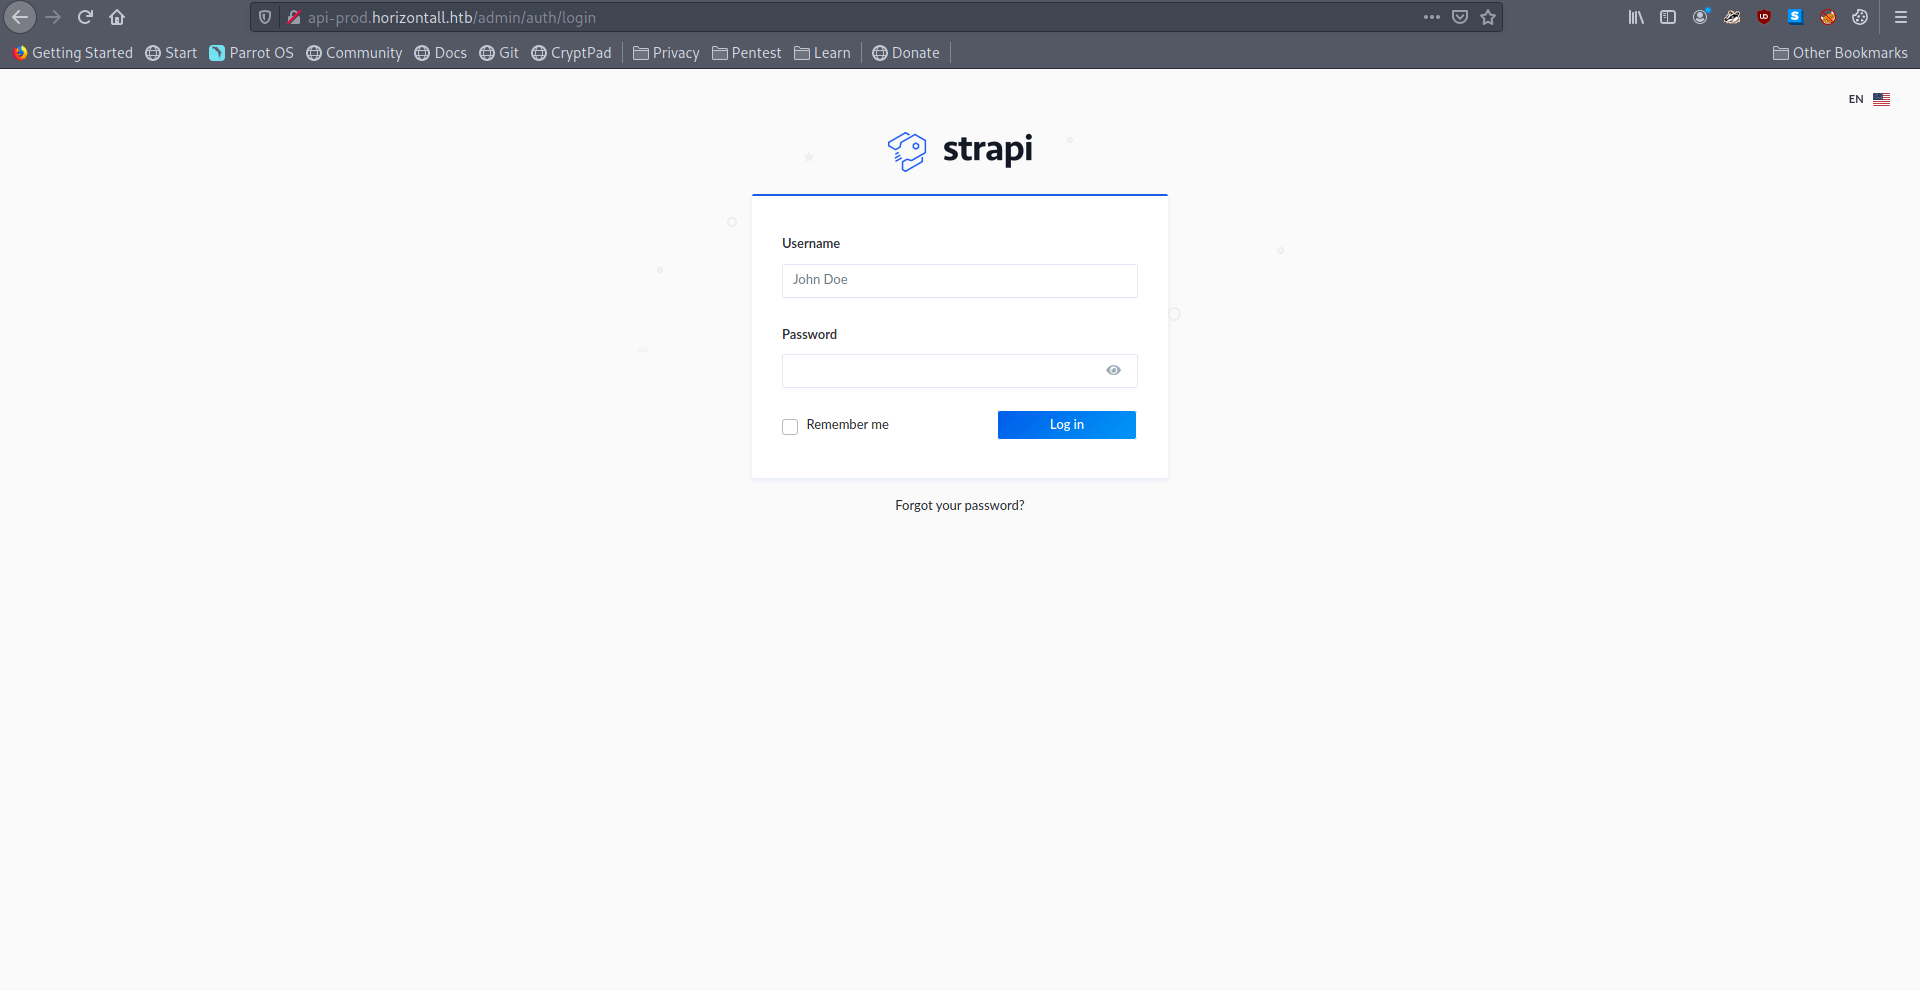 api-prod.horizontall.htb/admin/auth/login
Getting Started Start Parrot OS Community Docs Git CryptPad Privacy Pentest Learn Donate Other Bookmarks
EN
strapi
Username
John Doe
Password
Remember me Log in
Forgot your password?